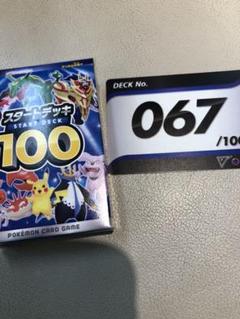 スタートデッキ
START DECK
100
POKÉMON CARD GAME
DECK No.
067
/100